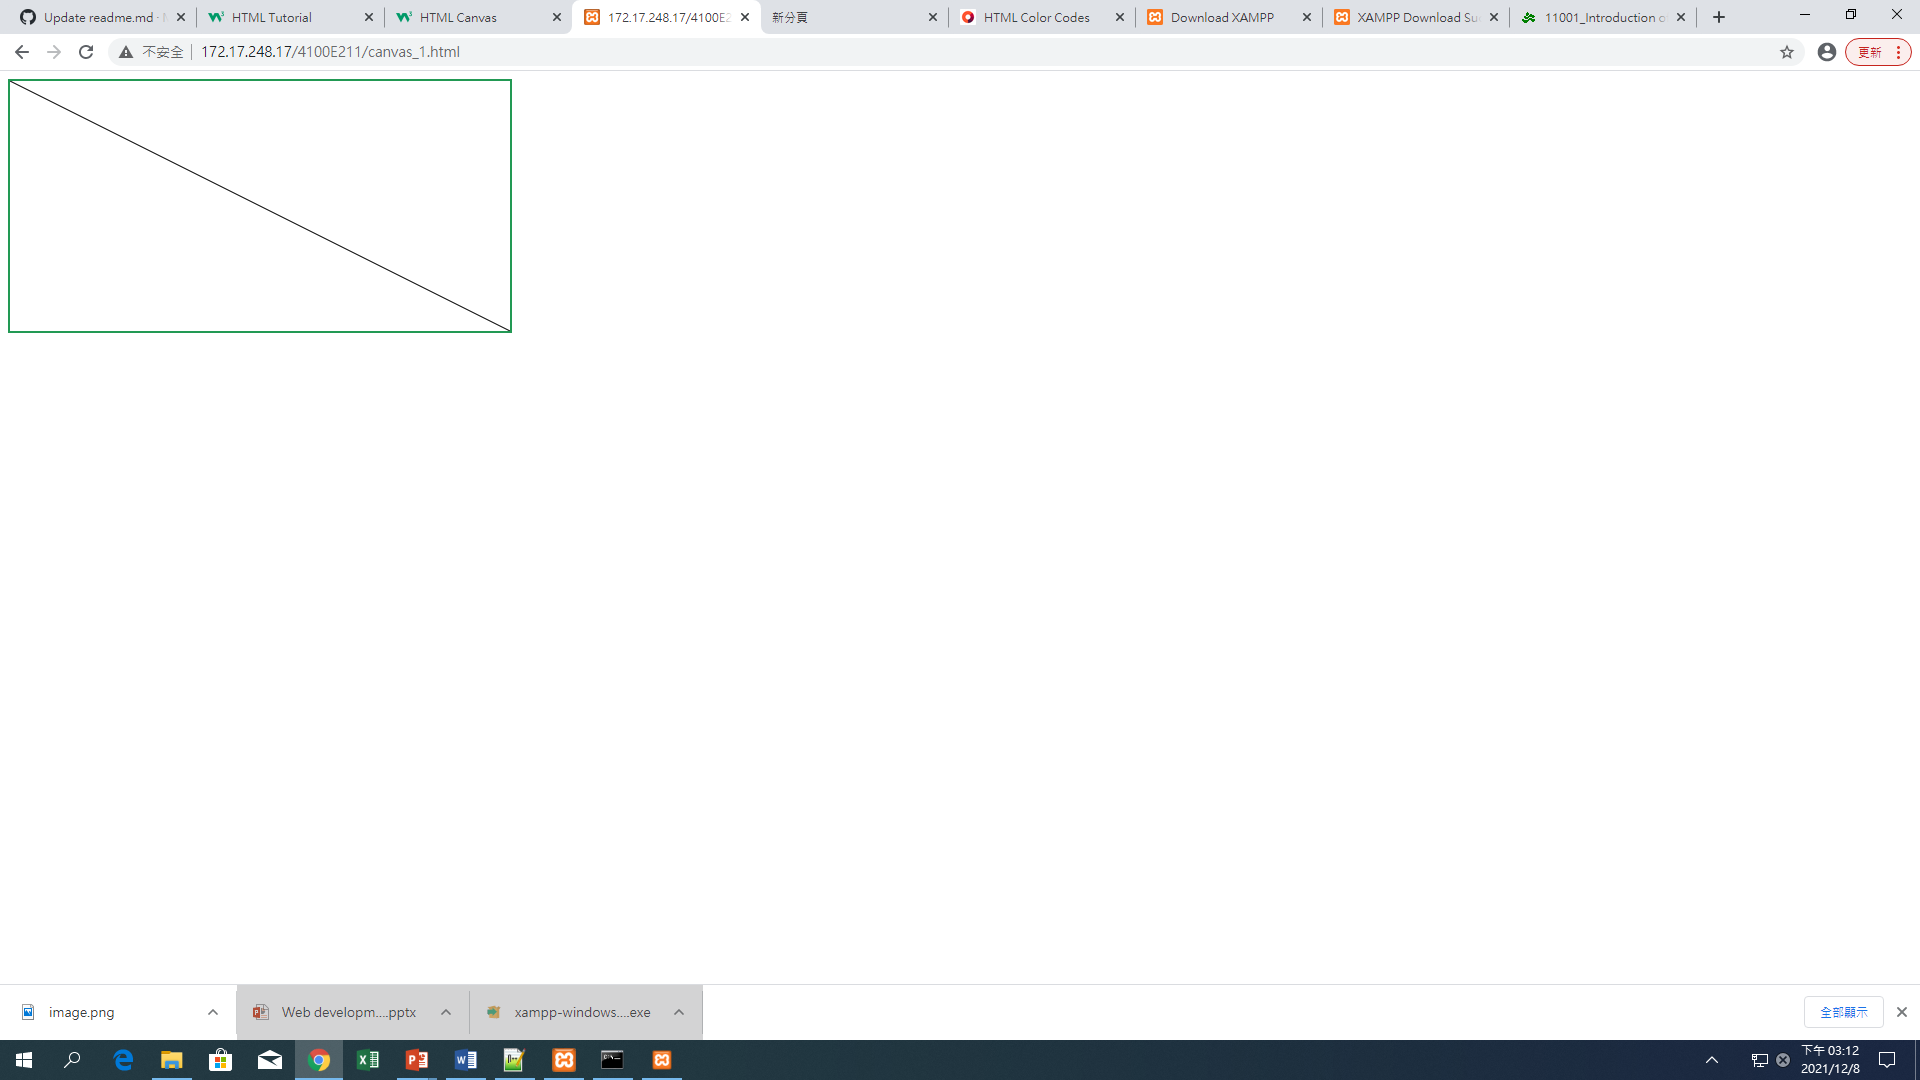 Update readme.md ·
HTML Tutorial
HTML Canvas
172.17.248.17/4100E2
新分頁
HTML Color Codes
Download XAMPP
XAMPP Download Su
11001_Introduction o
不安全
172.17.248.17/4100E211/canvas_1.html
更新
image.png
Web developm....pptx
xampp-windows....exe
全部顯示
下午 03:12
2021/12/8